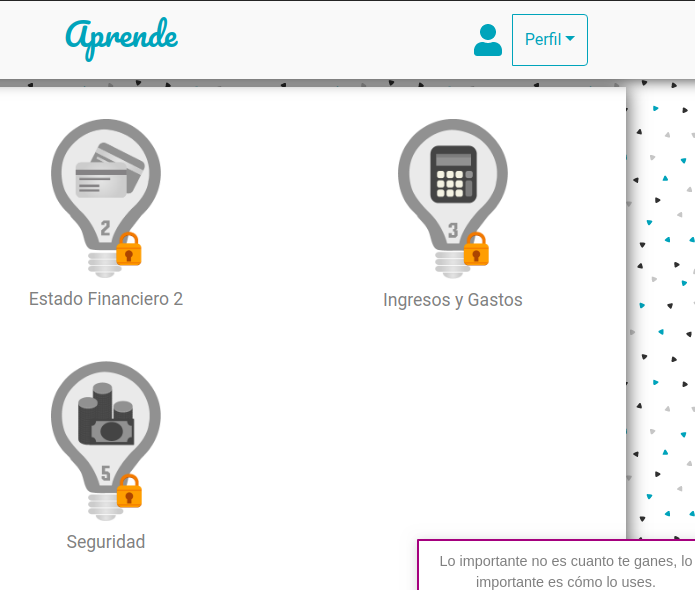 Aprende
Perfil
2
3
Estado Financiero 2
Ingresos y Gastos
5
Seguridad
Lo importante no es cuanto te ganes, lo
importante es cómo lo uses.